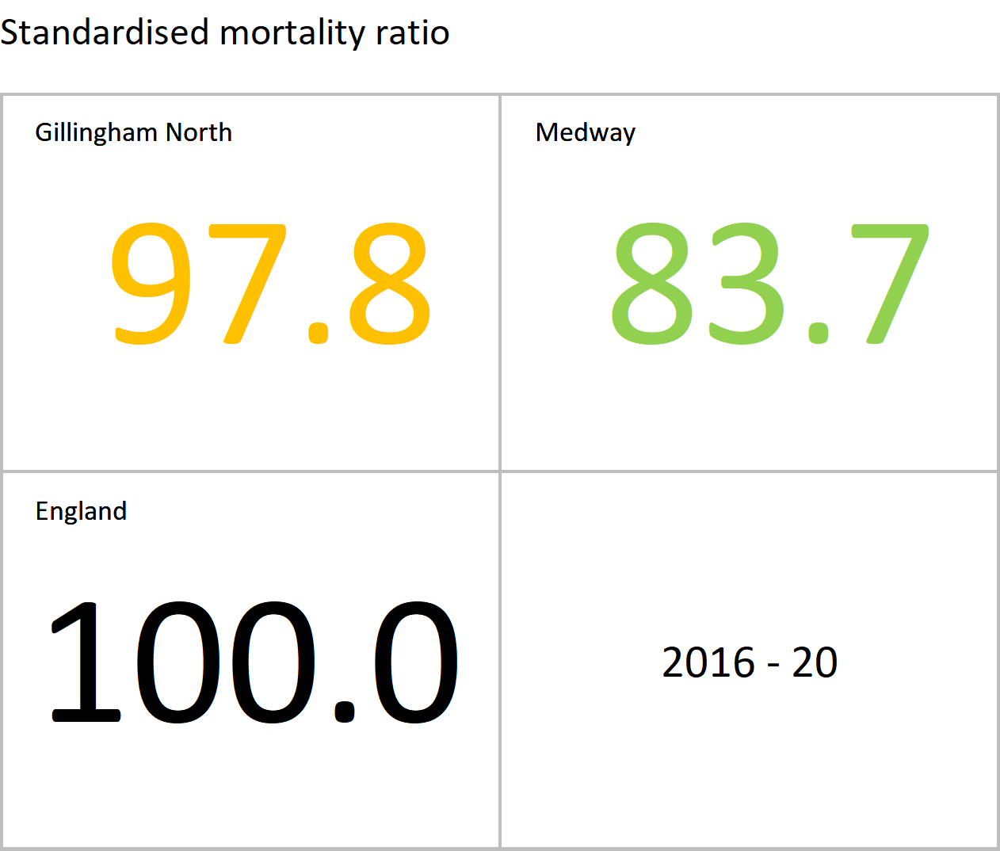 Standardised mortality ratio
Gillingham North
97.8
Medway
83.7
England
100.0
2016 - 20